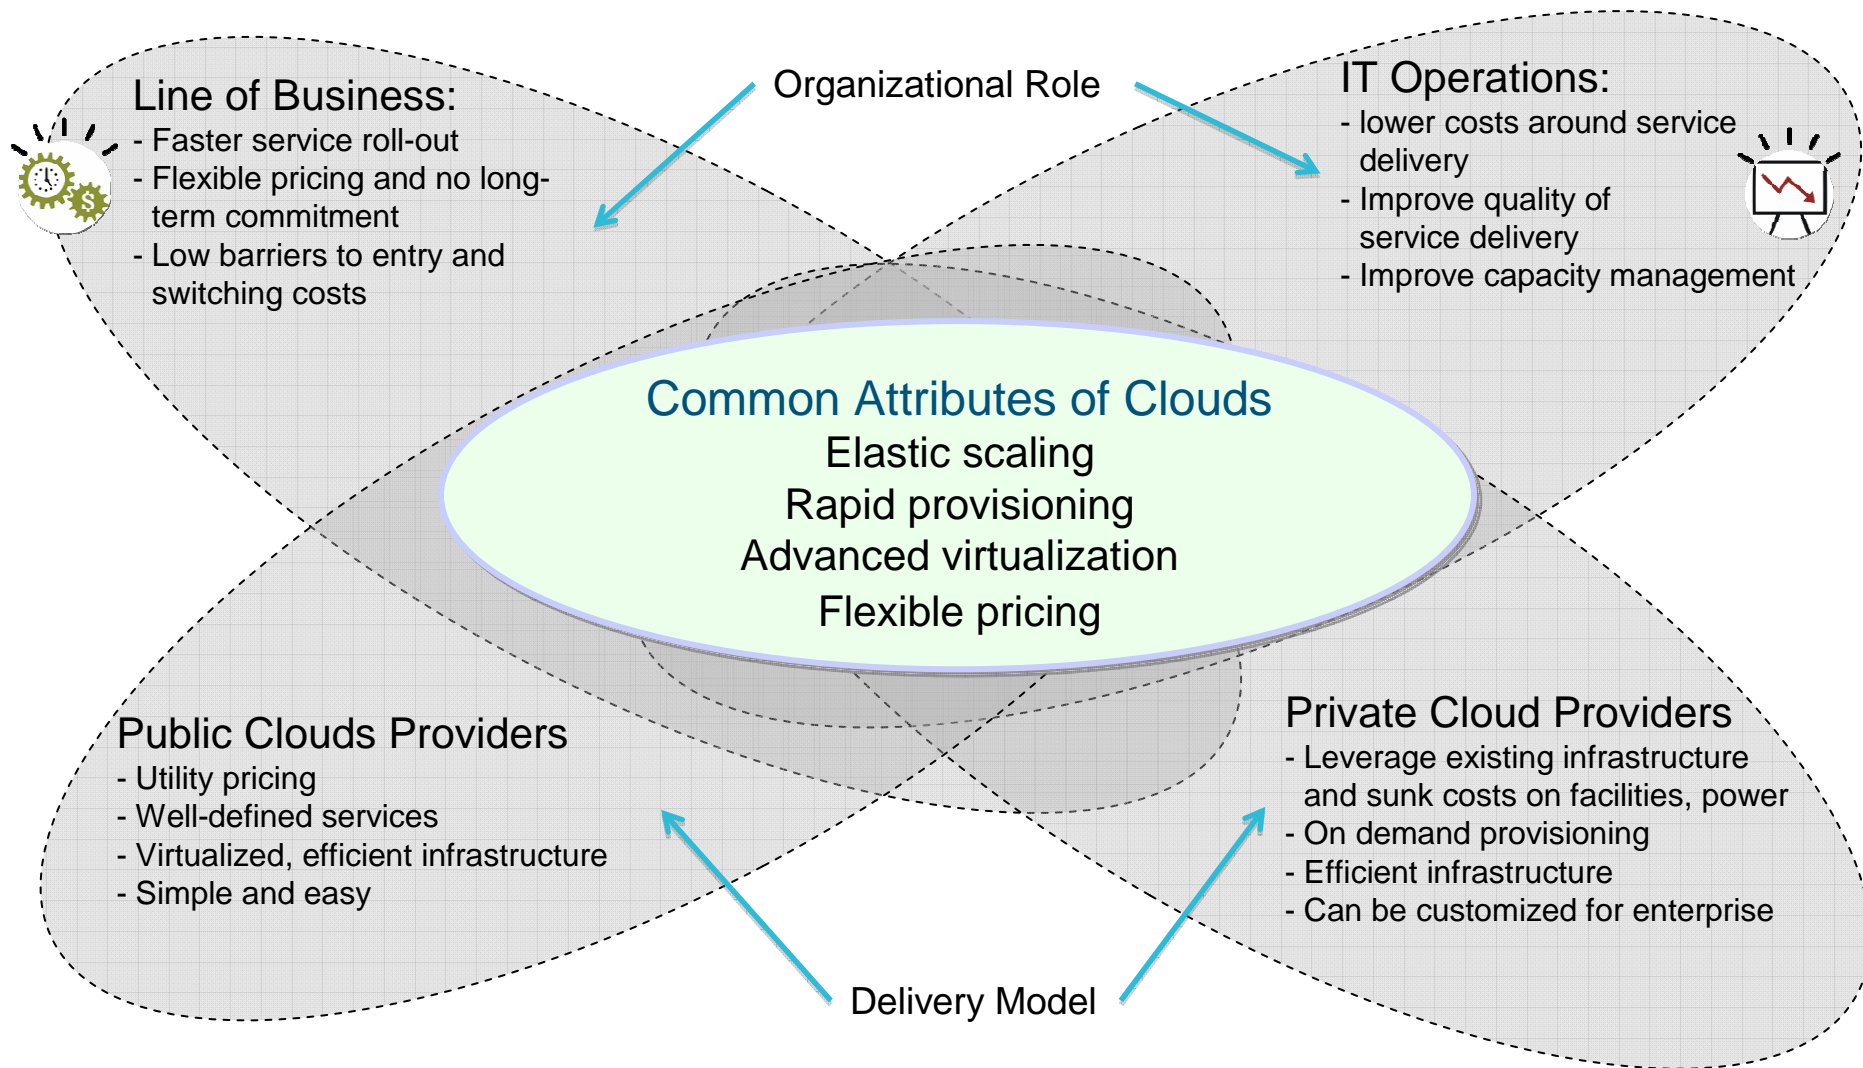 Organizational Role
Line of Business:
- Faster service roll-out
- Flexible pricing and no long-
term commitment
- Low barriers to entry and
switching costs
$
IT Operations:
- lower costs around service
delivery
- Improve quality of
service delivery
- Improve capacity management
Common Attributes of Clouds
Elastic scaling
Rapid provisioning
Advanced virtualization
Flexible pricing
Public Clouds Providers
- Utility pricing
- Well-defined services
- Virtualized, efficient infrastructure
- Simple and easy
Private Cloud Providers
- Leverage existing infrastructure
and sunk costs on facilities, power
- On demand provisioning
- Efficient infrastructure
- Can be customized for enterprise
Delivery Model